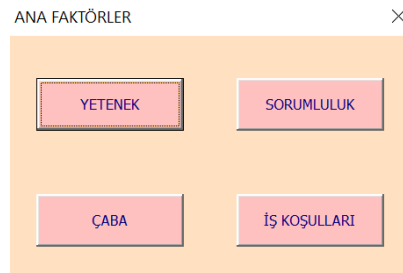 ANA FAKTÖRLER
YETENEK
SORUMLULUK
ÇABA
İŞ KOŞULLARI